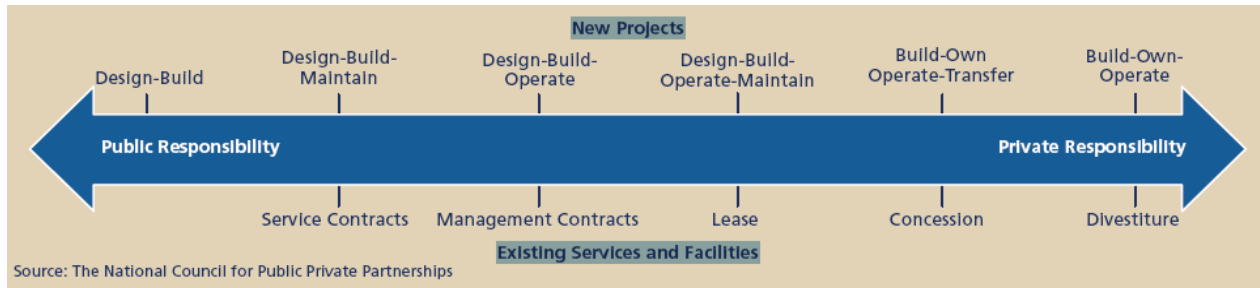 New Projects
Design-Build
Design-Build-
Maintain
Design-Build-
Operate
Design-Build-
Operate-Maintain
Build-Own
Operate-Transfer
Build-Own-
Operate
Public Responsibility
Private Responsibility
Service Contracts
Management Contracts
Lease
Concession
Divestiture
Existing Services and Facilities
Source: The National Council for Public Private Partnerships